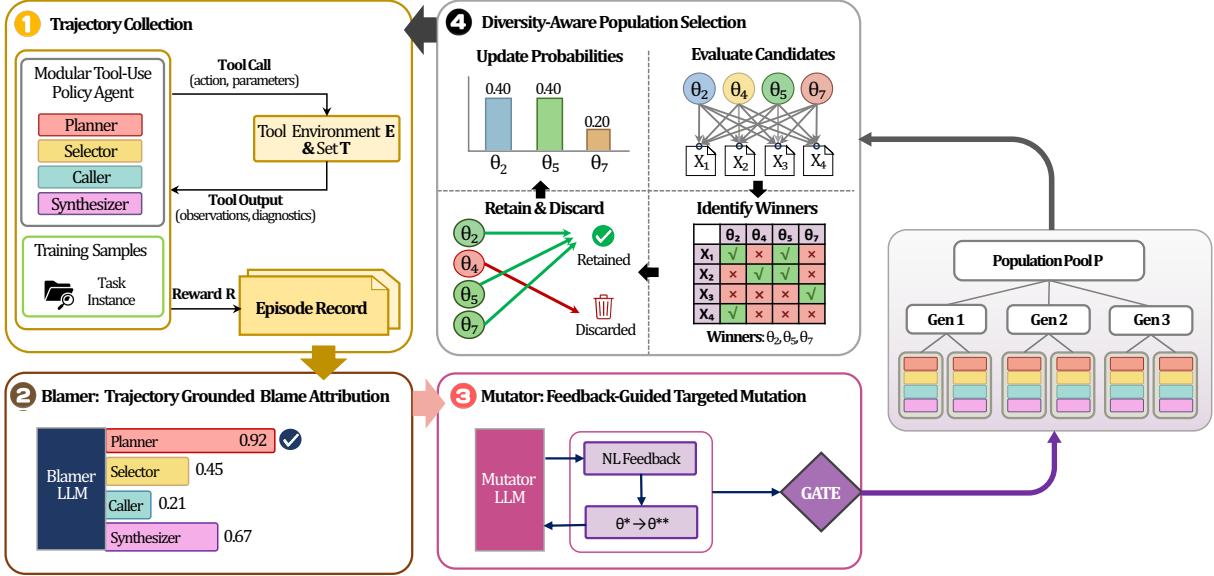 1 Trajectory Collection
Modular Tool-Use
Policy Agent
Planner
Selector
Caller
Synthesizer
Tool Call
(action, parameters)
Tool Environment E
& Set T
Tool Output
(observations, diagnostics)
Training Samples
Task
Instance
Reward R
Episode Record
4 Diversity-Aware Population Selection
Update Probabilities
0.40
0.40
0.20
θ2
θ5
θ7
Evaluate Candidates
θ2
θ4
θ5
θ7
X1
X2
X3
X4
Retain & Discard
θ2
θ4
θ5
θ7
Retained
Discarded
Identify Winners
θ2 θ4 θ5 θ7
X1 √ × √ ×
X2 × √ √ ×
X3 × × × √
X4 √ × × ×
Winners: θ2, θ5, θ7
Population Pool P
Gen 1
Gen 2
Gen 3
2 Blamer: Trajectory Grounded Blame Attribution
Blamer
LLM
Planner 0.92
Selector 0.45
Caller 0.21
Synthesizer 0.67
3 Mutator: Feedback-Guided Targeted Mutation
Mutator
LLM
NL Feedback
θ* → θ**
GATE